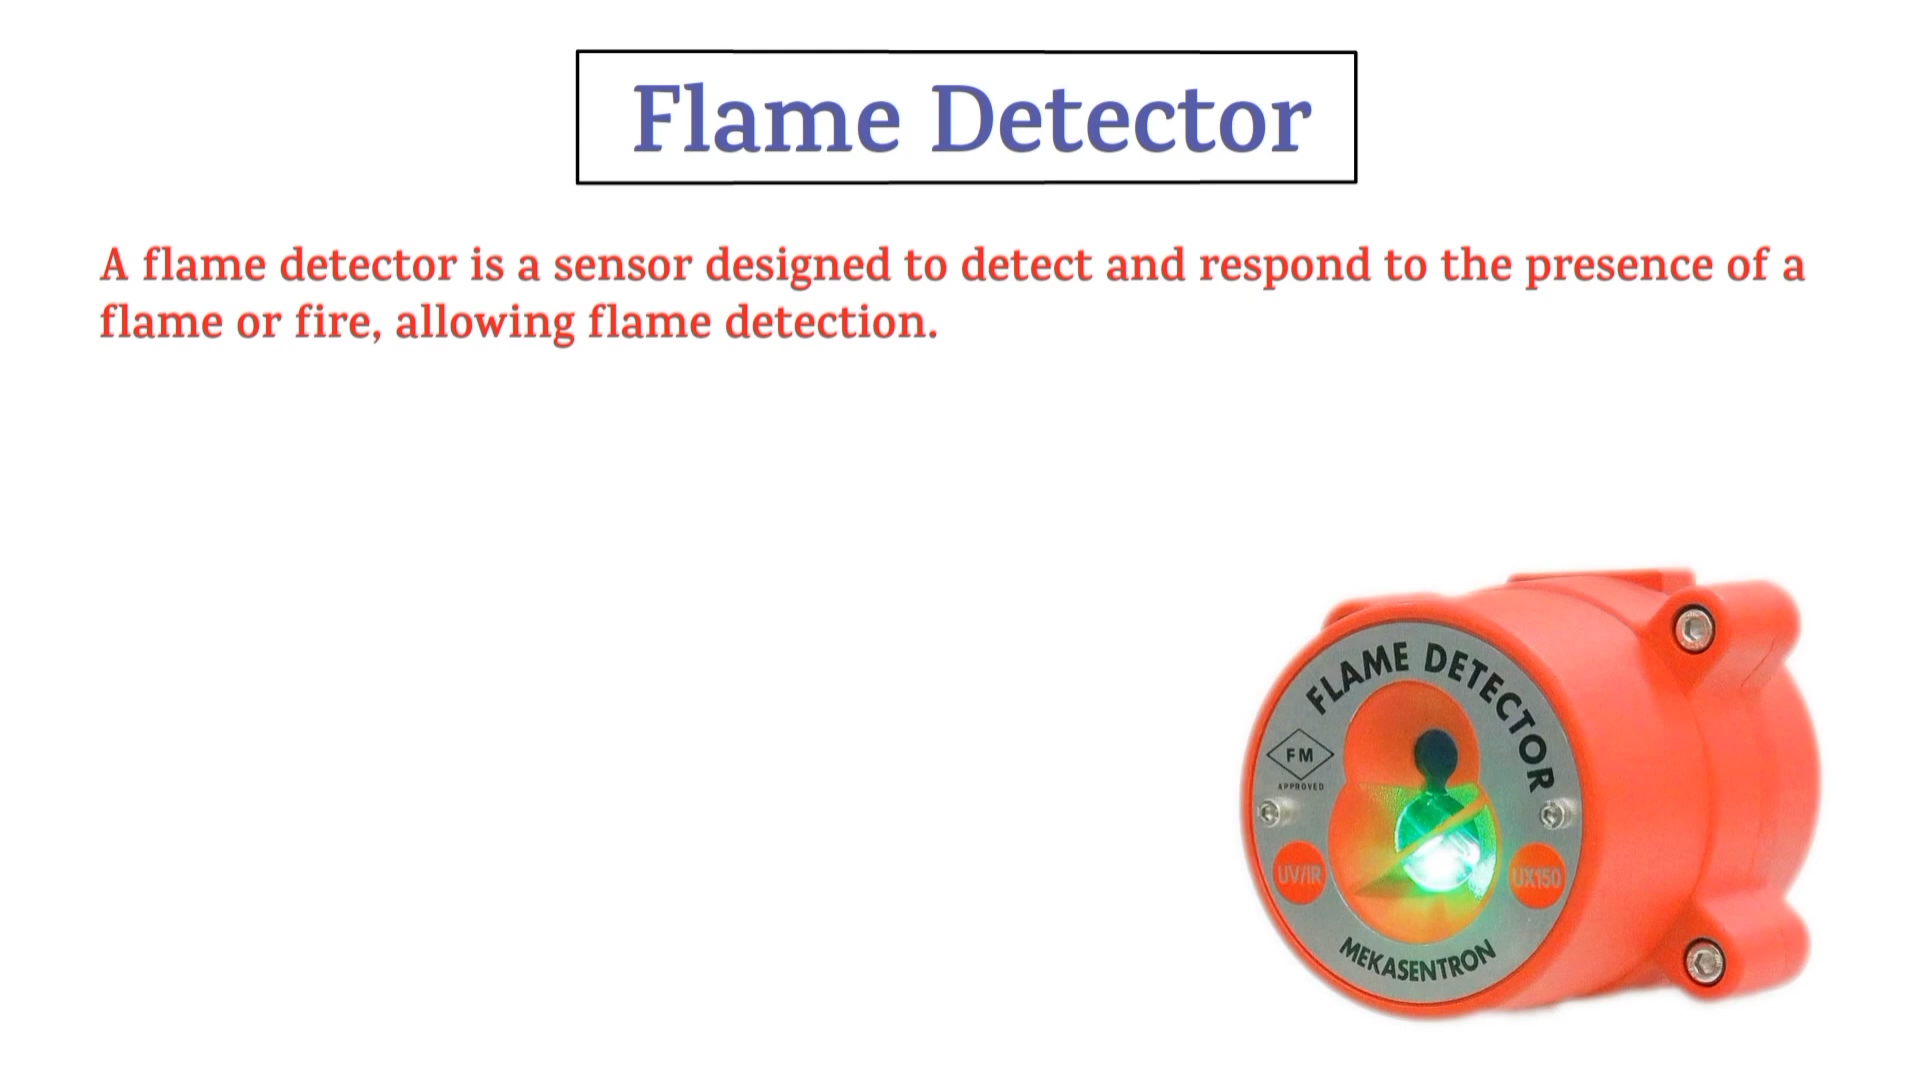 Flame Detector
A flame detector is a sensor designed to detect and respond to the presence of a
flame or fire, allowing flame detection.
FLAME DETECTOR
FM
APPROVED
UV/IR
UX150
MEKASENTRON